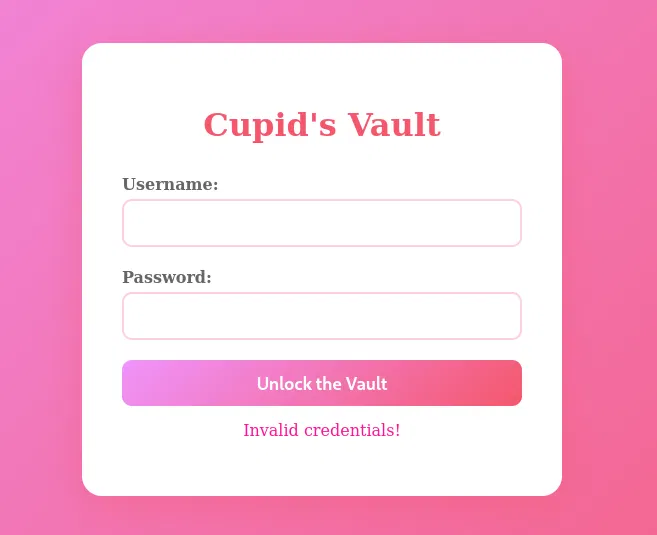 Cupid's Vault
Username:
Password:
Unlock the Vault
Invalid credentials!